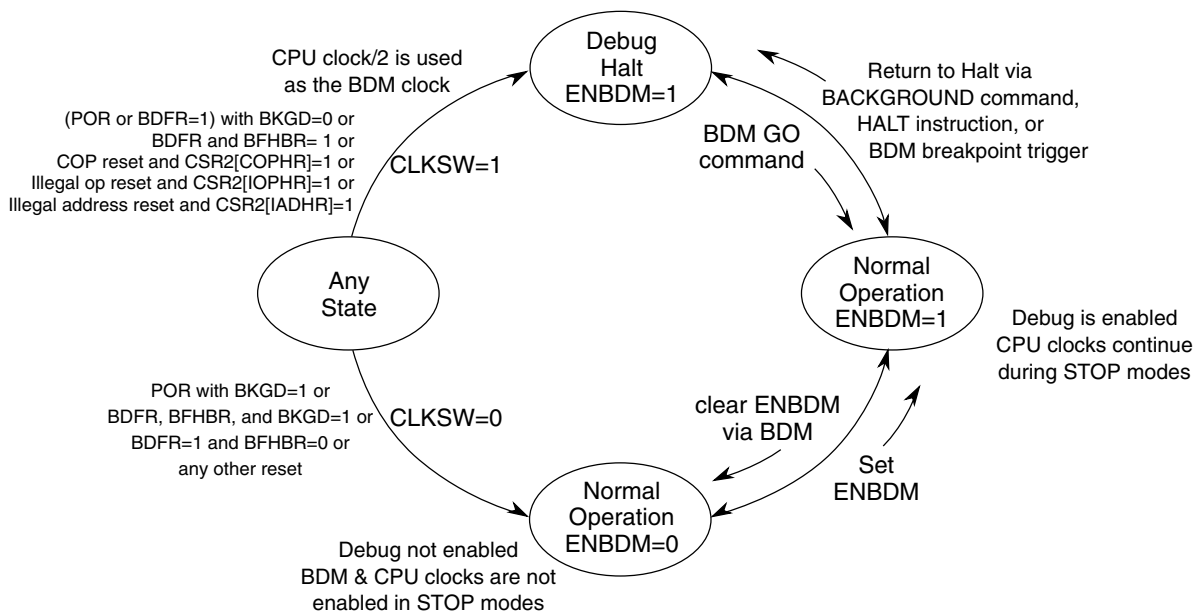 CPU clock/2 is used
as the BDM clock
Debug
Halt
ENBDM=1
Return to Halt via
BACKGROUND command,
HALT instruction, or
BDM breakpoint trigger
(POR or BDFR=1) with BKGD=0 or
BDFR and BFHBR= 1 or
COP reset and CSR2[COPHR]=1 or
Illegal op reset and CSR2[IOPHR]=1 or
Illegal address reset and CSR2[IADHR]=1
CLKSW=1
BDM GO
command
Any
State
Normal
Operation
ENBDM=1
Debug is enabled
CPU clocks continue
during STOP modes
POR with BKGD=1 or
BDFR, BFHBR, and BKGD=1 or
BDFR=1 and BFHBR=0 or
any other reset
CLKSW=0
clear ENBDM
via BDM
Set
ENBDM
Normal
Operation
ENBDM=0
Debug not enabled
BDM & CPU clocks are not
enabled in STOP modes